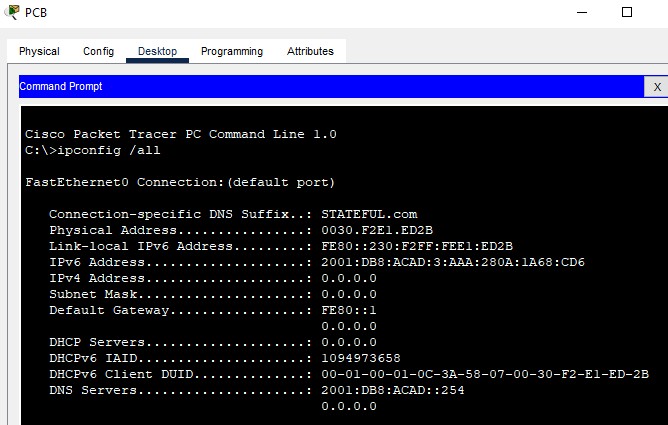 PCB
Physical Config Desktop Programming Attributes
Command Prompt
X
Cisco Packet Tracer PC Command Line 1.0
C:\>ipconfig /all
FastEthernet0 Connection:(default port)
Connection-specific DNS Suffix..: STATEFUL.com
Physical Address................: 0030.F2E1.ED2B
Link-local IPv6 Address.........: FE80::230:F2FF:FEE1:ED2B
IPv6 Address....................: 2001:DB8:ACAD:3:AAA:280A:1A68:CD6
IPv4 Address....................: 0.0.0.0
Subnet Mask.....................: 0.0.0.0
Default Gateway.................: FE80::1
0.0.0.0
DHCP Servers....................: 0.0.0.0
DHCPv6 IAID.....................: 1094973658
DHCPv6 Client DUID..............: 00-01-00-01-0C-3A-58-07-00-30-F2-E1-ED-2B
DNS Servers.....................: 2001:DB8:ACAD::254
0.0.0.0